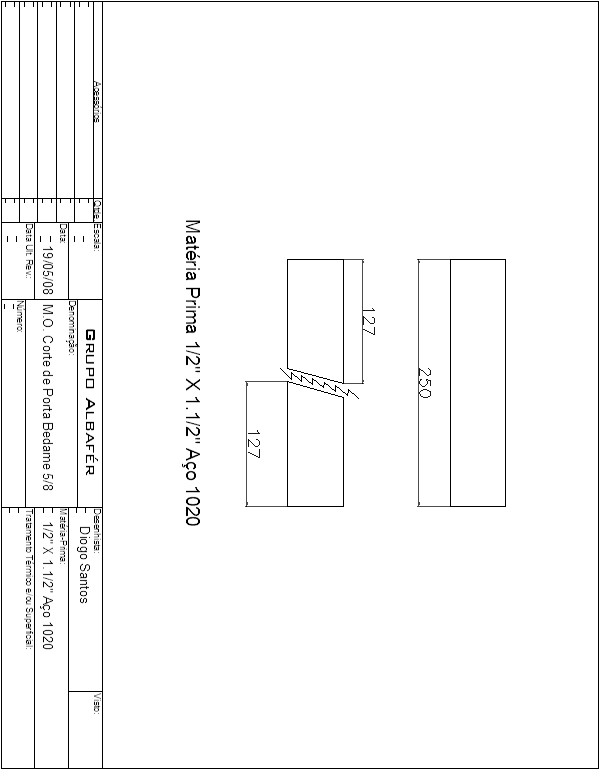 250
127
127
Matéria Prima 1/2" X 1.1/2" Aço 1020
Acessórios
Qtde.
Escala:
Data:
19/05/08
Data Ult. Rev.:
GRUPO ALBAFÉR
Denominação:
M.O. Corte de Porta Bedame 5/8
Número:
Desenhista:
Diogo Santos
Visto:
Matéria-Prima:
1/2" X 1.1/2" Aço 1020
Tratamento Térmico e/ou Superficial: